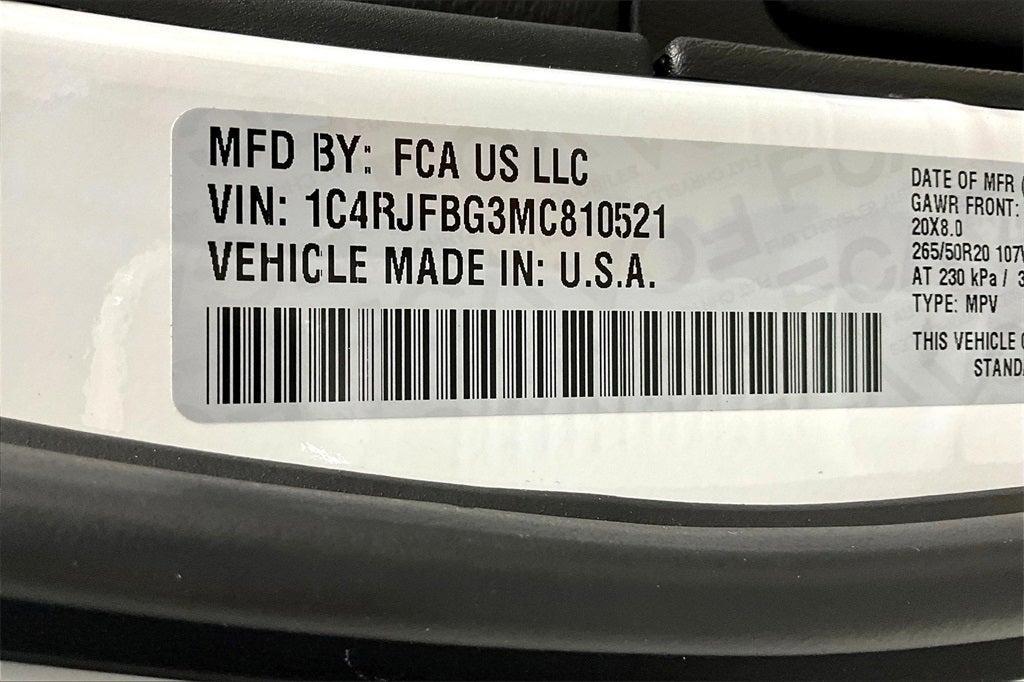 MFD BY: FCA US LLC
VIN: 1C4RJFBG3MC810521
VEHICLE MADE IN: U.S.A.
DATE OF MFR (
GAWR FRONT:
20X8.0
265/50R20 107V
AT 230 kPa / 3
TYPE: MPV
THIS VEHICLE